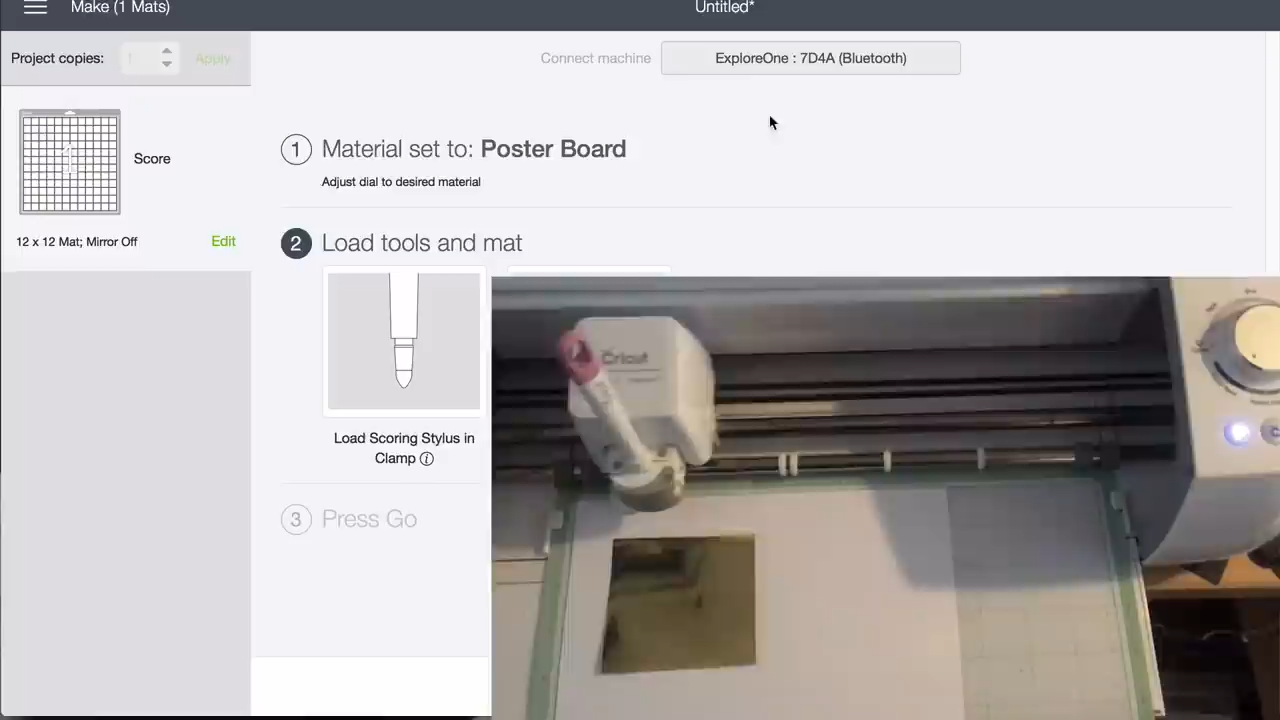 Make (1 Mats)
Untitled*
Project copies:
1
Apply
Connect machine
ExploreOne : 7D4A (Bluetooth)
1
Score
12 x 12 Mat; Mirror Off
Edit
1 Material set to: Poster Board
Adjust dial to desired material
2 Load tools and mat
Load Scoring Stylus in
Clamp i
3 Press Go
Cricut